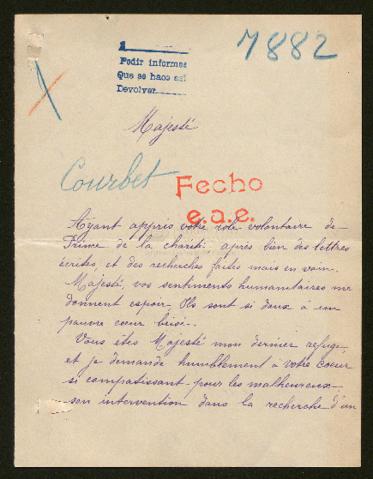 7882
1
Pedir informes
Que se haos así
Devolver
Majesté
Courbet
Fecho
e.a.e.
Ayant appris votre rôle volontaire de
Prince de la charité, après bien des lettres
écrites, et des recherches faites mais en vain.
Majesté, vos sentiments humanitaires me
donnent espoir. Ils sont si doux à un
pauvre cœur brisé.
Vous êtes Majesté mon dernier refuge,
et je demande humblement à votre cœur
si compatissant pour les malheureux
son intervention dans la recherche d'un